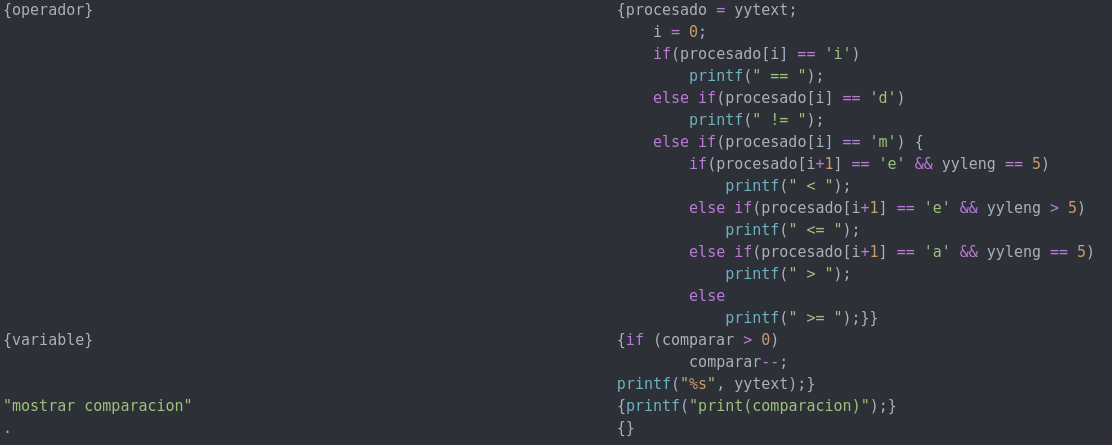 {operador} {procesado = yytext;
i = 0;
if(procesado[i] == 'i')
printf(" == ");
else if(procesado[i] == 'd')
printf(" != ");
else if(procesado[i] == 'm') {
if(procesado[i+1] == 'e' && yyleng == 5)
printf(" < ");
else if(procesado[i+1] == 'e' && yyleng > 5)
printf(" <= ");
else if(procesado[i+1] == 'a' && yyleng == 5)
printf(" > ");
else
printf(" >= ");}}
{variable} {if (comparar > 0)
comparar--;
printf("%s", yytext);}
"mostrar comparacion" {printf("print(comparacion)");}
. {}